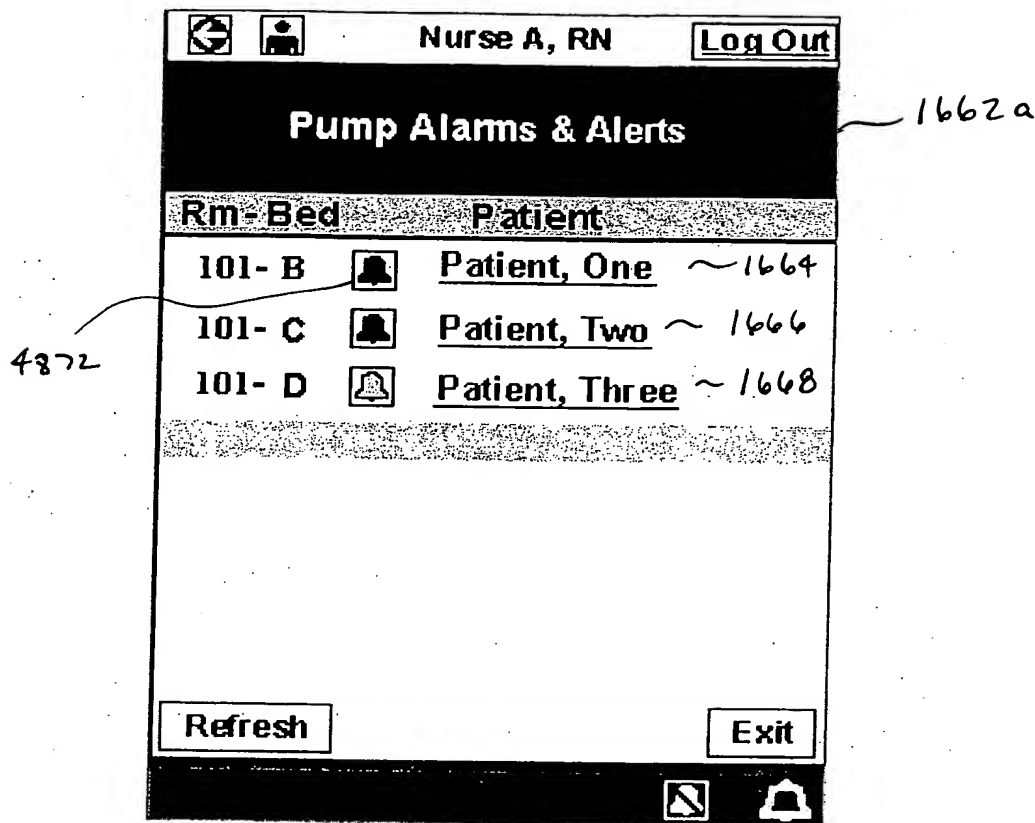 Nurse A, RN Log Out
Pump Alarms & Alerts 1662a
Rm-Bed Patient
101- B Patient, One 1664
101- C Patient, Two 1666
4872
101- D Patient, Three 1668
Refresh Exit